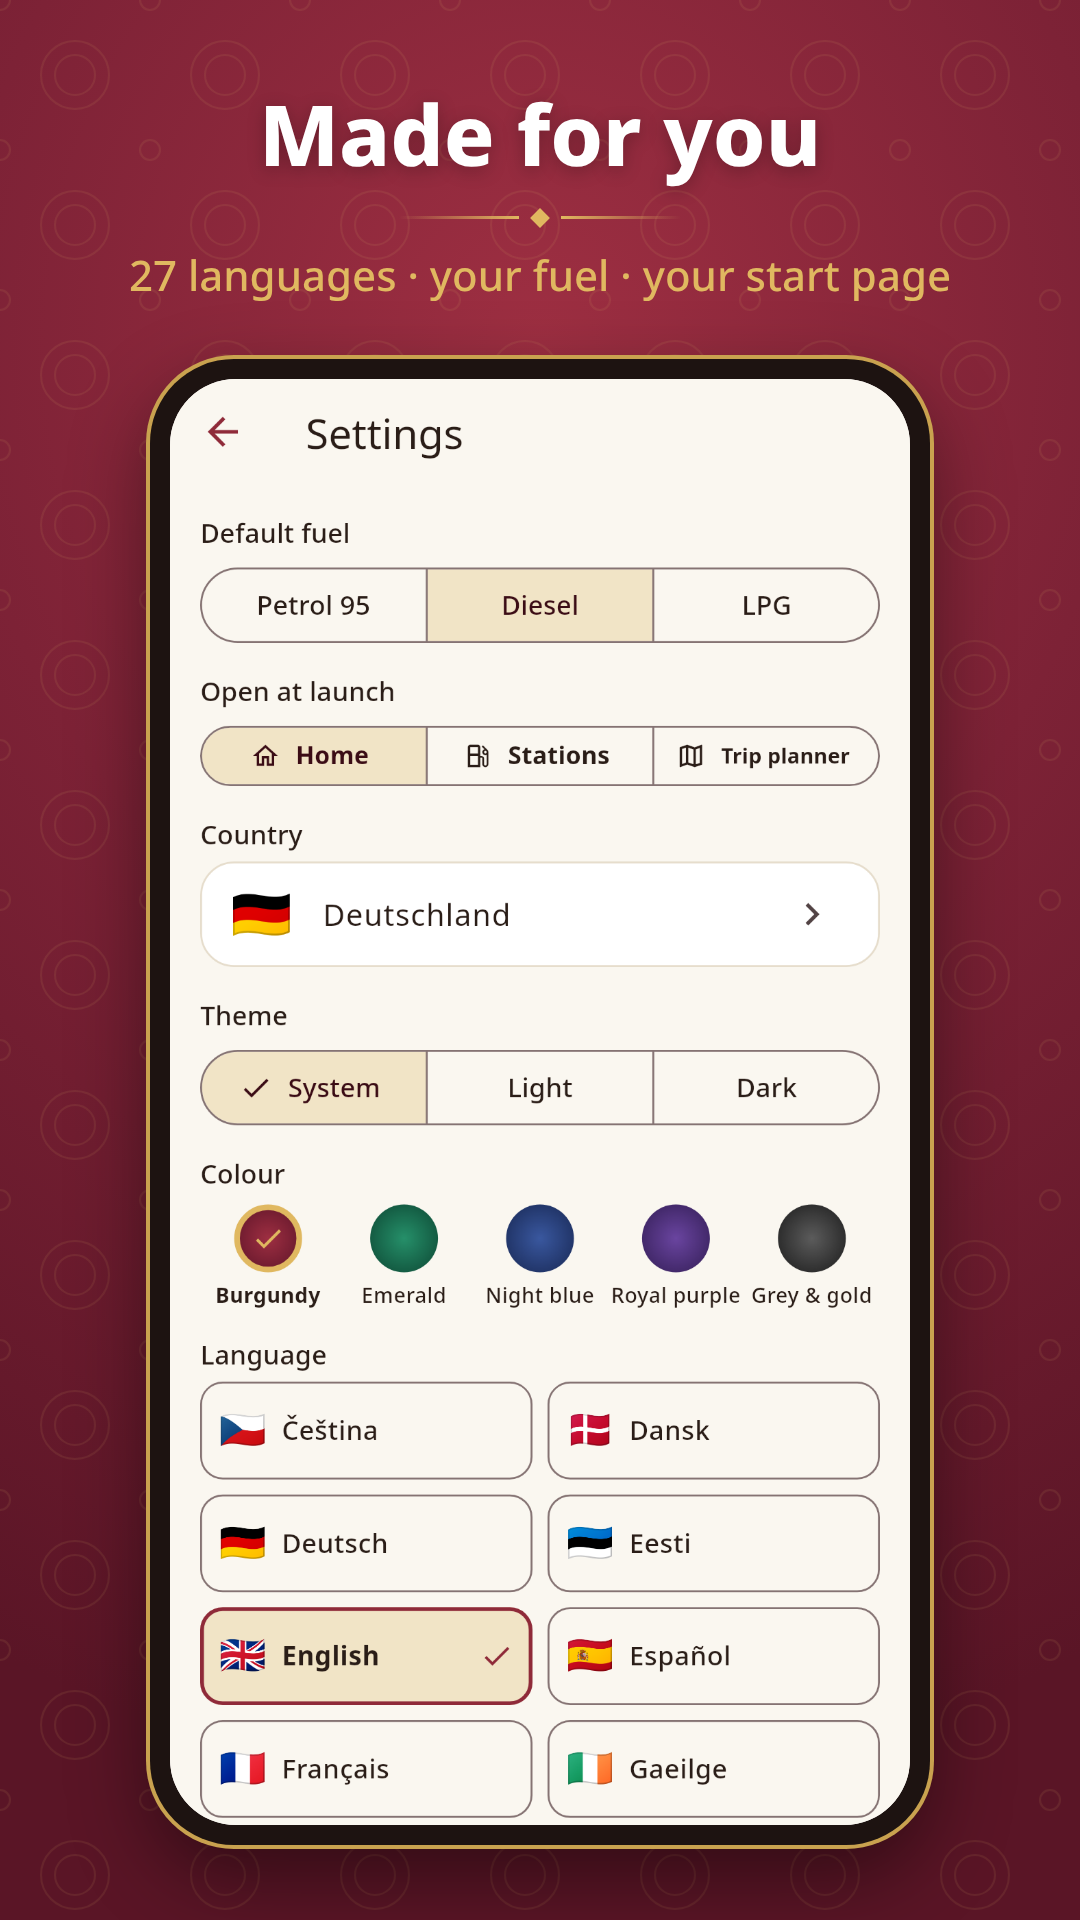 Made for you
27 languages · your fuel · your start page
Settings
Default fuel
Petrol 95 Diesel LPG
Open at launch
Home Stations Trip planner
Country
Deutschland
Theme
System Light Dark
Colour
Burgundy Emerald Night blue Royal purple Grey & gold
Language
Čeština Dansk
Deutsch Eesti
English Español
Français Gaeilge